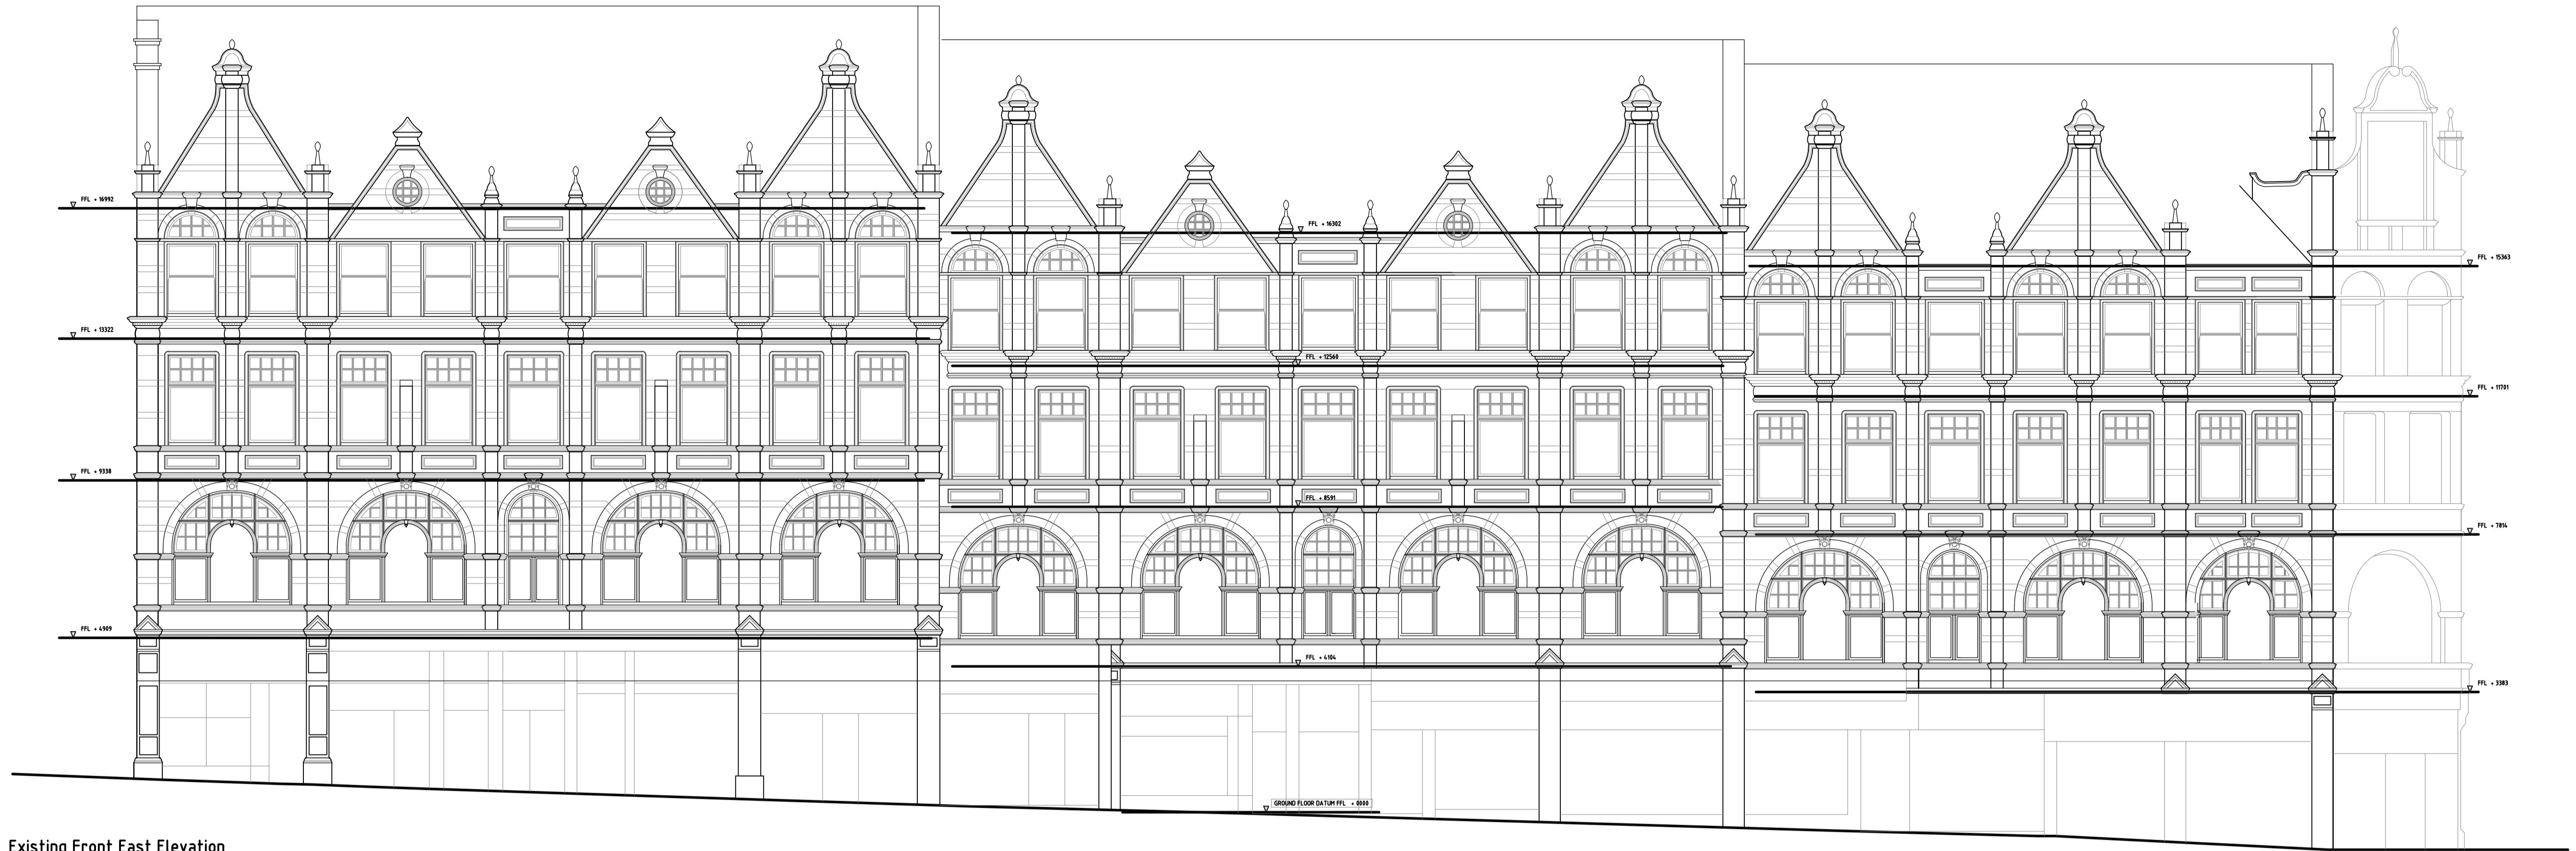 FFL + 16992
FFL + 16302
FFL + 15363
FFL + 13322
FFL + 12560
FFL + 11701
FFL + 9338
FFL + 8591
FFL + 7814
FFL + 4909
FFL + 4104
FFL + 3383
GROUND FLOOR DATUM FFL + 0000
Existing Front East Elevation